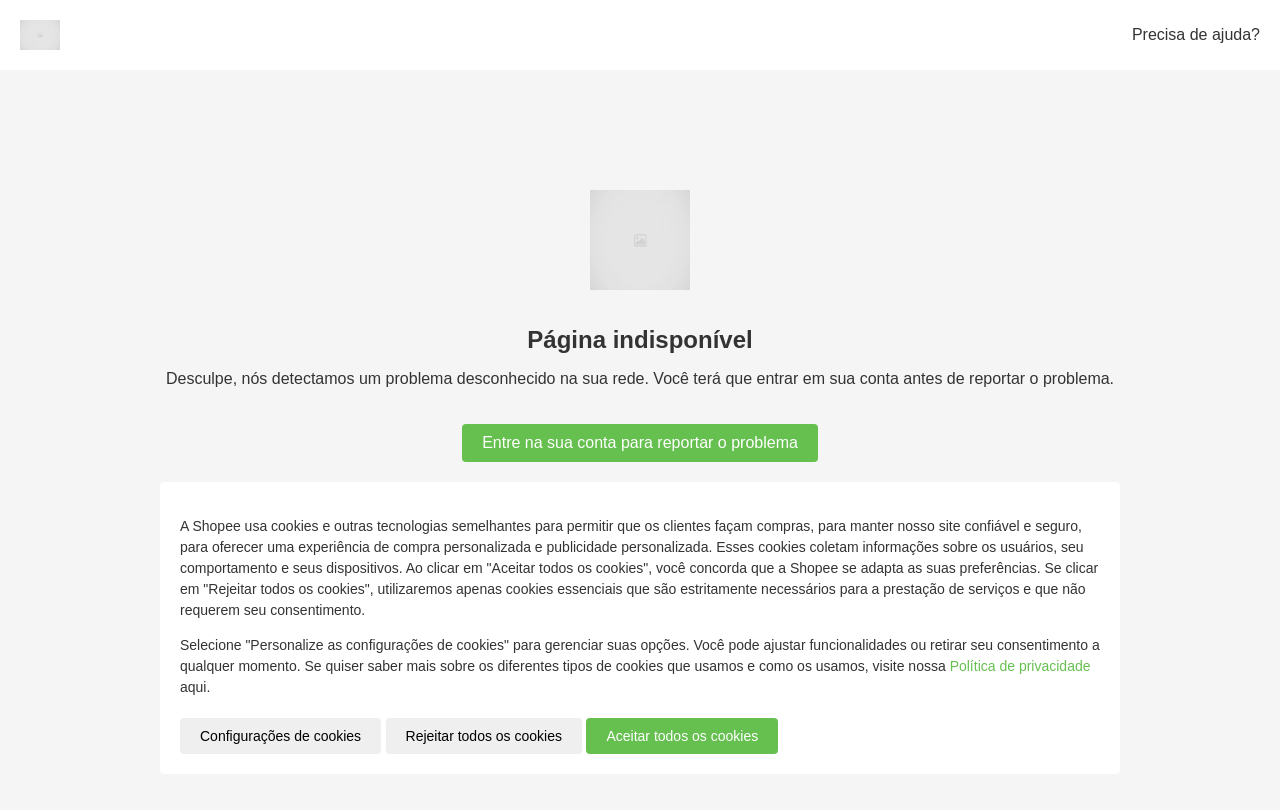 Precisa de ajuda?
Página indisponível
Desculpe, nós detectamos um problema desconhecido na sua rede. Você terá que entrar em sua conta antes de reportar o problema.
Entre na sua conta para reportar o problema
A Shopee usa cookies e outras tecnologias semelhantes para permitir que os clientes façam compras, para manter nosso site confiável e seguro,
para oferecer uma experiência de compra personalizada e publicidade personalizada. Esses cookies coletam informações sobre os usuários, seu
comportamento e seus dispositivos. Ao clicar em "Aceitar todos os cookies", você concorda que a Shopee se adapta as suas preferências. Se clicar
em "Rejeitar todos os cookies", utilizaremos apenas cookies essenciais que são estritamente necessários para a prestação de serviços e que não
requerem seu consentimento.
Selecione "Personalize as configurações de cookies" para gerenciar suas opções. Você pode ajustar funcionalidades ou retirar seu consentimento a
qualquer momento. Se quiser saber mais sobre os diferentes tipos de cookies que usamos e como os usamos, visite nossa Política de privacidade
aqui.
Configurações de cookies Rejeitar todos os cookies Aceitar todos os cookies